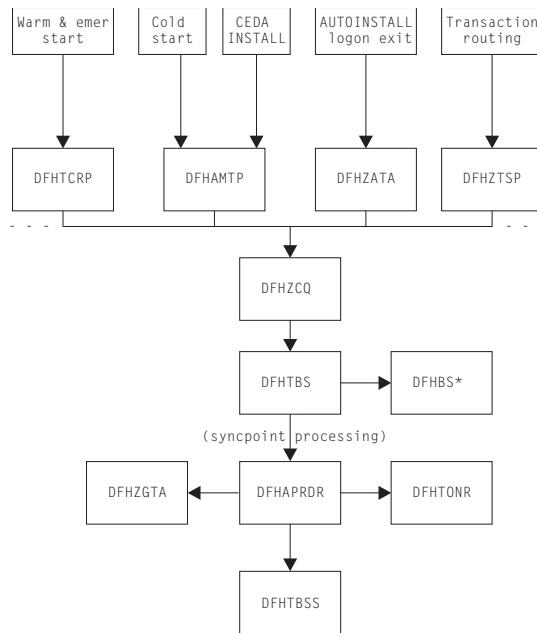 Warm & emer
start
Cold
start
CEDA
INSTALL
AUTOINSTALL
logon exit
Transaction
routing
DFHTCRP
DFHAMTP
DFHZATA
DFHZTSP
DFHZCQ
DFHTBS
DFHBS*
(syncpoint processing)
DFHZGTA
DFHAPRDR
DFHTONR
DFHTBSS